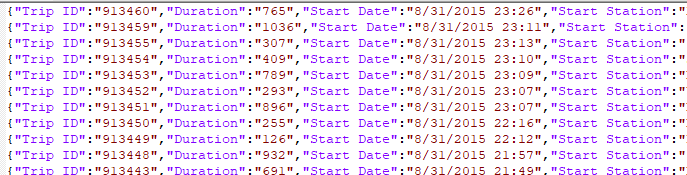 {"Trip ID":"913460","Duration":"765","Start Date":"8/31/2015 23:26","Start Station":"
{"Trip ID":"913459","Duration":"1036","Start Date":"8/31/2015 23:11","Start Station":
{"Trip ID":"913455","Duration":"307","Start Date":"8/31/2015 23:13","Start Station":"
{"Trip ID":"913454","Duration":"409","Start Date":"8/31/2015 23:10","Start Station":"
{"Trip ID":"913453","Duration":"789","Start Date":"8/31/2015 23:09","Start Station":"
{"Trip ID":"913452","Duration":"293","Start Date":"8/31/2015 23:07","Start Station":"
{"Trip ID":"913451","Duration":"896","Start Date":"8/31/2015 23:07","Start Station":"
{"Trip ID":"913450","Duration":"255","Start Date":"8/31/2015 22:16","Start Station":"
{"Trip ID":"913449","Duration":"126","Start Date":"8/31/2015 22:12","Start Station":"
{"Trip ID":"913448","Duration":"932","Start Date":"8/31/2015 21:57","Start Station":"
{"Trip ID":"913443","Duration":"691","Start Date":"8/31/2015 21:49","Start Station":"